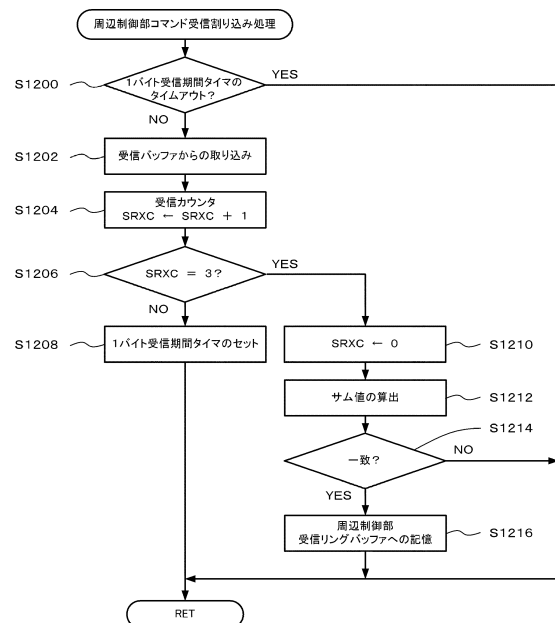 周辺制御部コマンド受信割り込み処理
S1200
1バイト受信期間タイマの
タイムアウト?
YES
NO
S1202
受信バッファからの取り込み
S1204
受信カウンタ
SRXC ← SRXC + 1
S1206
SRXC = 3?
YES
NO
S1208
1バイト受信期間タイマのセット
SRXC ← 0
S1210
サム値の算出
S1212
S1214
一致?
NO
YES
周辺制御部
受信リングバッファへの記憶
S1216
RET